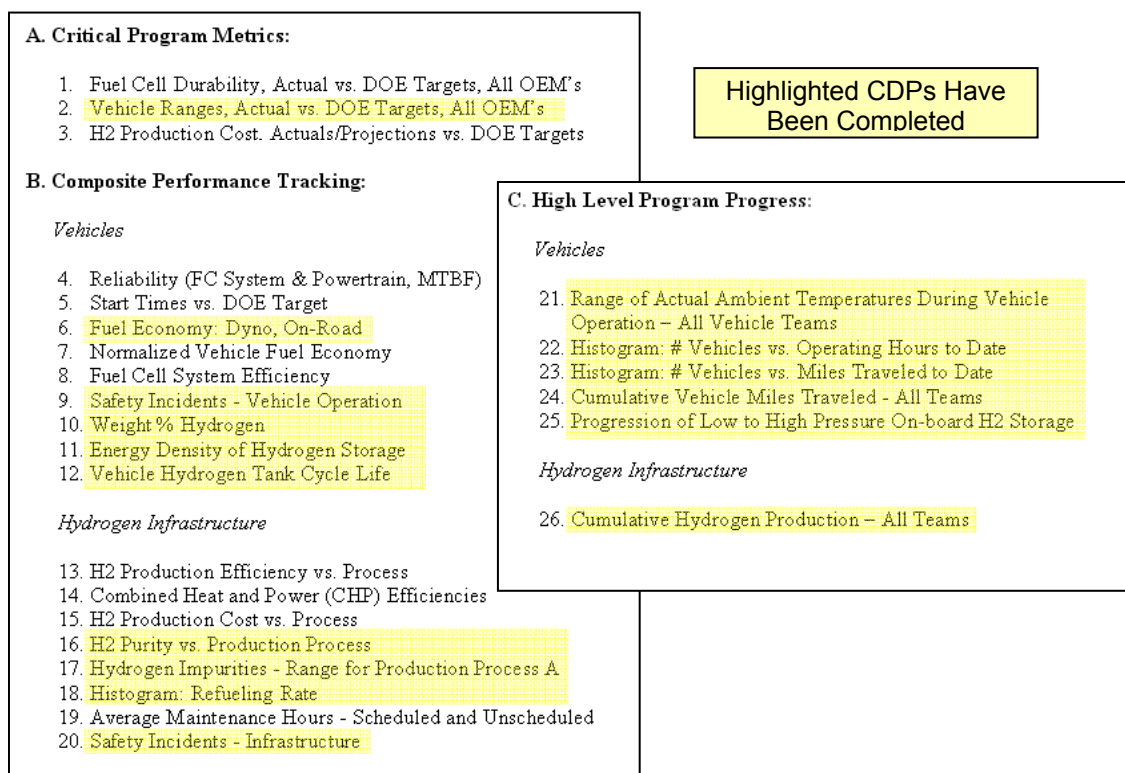 A. Critical Program Metrics:
1. Fuel Cell Durability, Actual vs. DOE Targets, All OEM's
2. Vehicle Ranges, Actual vs. DOE Targets, All OEM's
3. H2 Production Cost. Actuals/Projections vs. DOE Targets
Highlighted CDPs Have
Been Completed
B. Composite Performance Tracking:
Vehicles
4. Reliability (FC System & Powertrain, MTBF)
5. Start Times vs. DOE Target
6. Fuel Economy: Dyno, On-Road
7. Normalized Vehicle Fuel Economy
8. Fuel Cell System Efficiency
9. Safety Incidents - Vehicle Operation
10. Weight % Hydrogen
11. Energy Density of Hydrogen Storage
12. Vehicle Hydrogen Tank Cycle Life
Hydrogen Infrastructure
13. H2 Production Efficiency vs. Process
14. Combined Heat and Power (CHP) Efficiencies
15. H2 Production Cost vs. Process
16. H2 Purity vs. Production Process
17. Hydrogen Impurities - Range for Production Process A
18. Histogram: Refueling Rate
19. Average Maintenance Hours - Scheduled and Unscheduled
20. Safety Incidents - Infrastructure
C. High Level Program Progress:
Vehicles
21. Range of Actual Ambient Temperatures During Vehicle
Operation – All Vehicle Teams
22. Histogram: # Vehicles vs. Operating Hours to Date
23. Histogram: # Vehicles vs. Miles Traveled to Date
24. Cumulative Vehicle Miles Traveled - All Teams
25. Progression of Low to High Pressure On-board H2 Storage
Hydrogen Infrastructure
26. Cumulative Hydrogen Production – All Teams